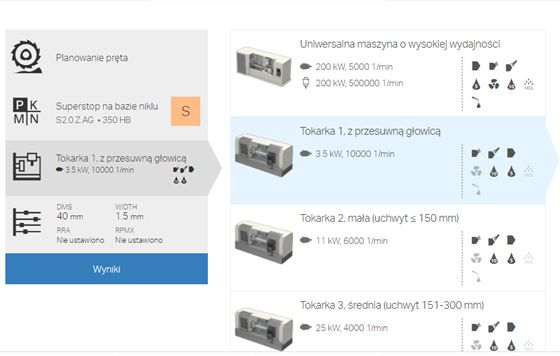 Planowanie pręta
P K
M N
Superstop na bazie niklu
S2.0.Z.AG • 350 HB
S
Tokarka 1, z przesuwną głowicą
3.5 kW, 10000 1/min
DMS
40 mm
WIDTH
1.5 mm
RRA
Nie ustawiono
RPMX
Nie ustawiono
Wyniki
Uniwersalna maszyna o wysokiej wydajności
200 kW, 5000 1/min
200 kW, 500000 1/min
MQL
Tokarka 1, z przesuwną głowicą
3.5 kW, 10000 1/min
MQL
Tokarka 2, mała (uchwyt ≤ 150 mm)
11 kW, 6000 1/min
MQL
Tokarka 3, średnia (uchwyt 151-300 mm)
25 kW, 4000 1/min